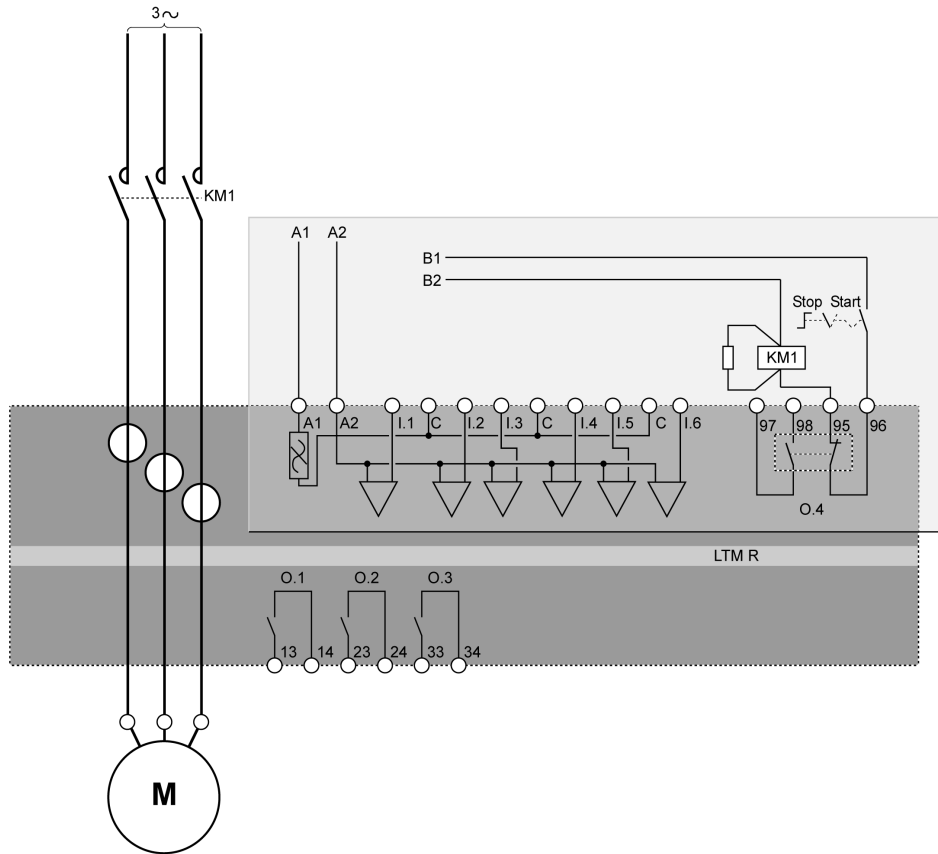 3~
KM1
A1 A2
B1
B2
Stop Start
KM1
A1 A2 I.1 C I.2 I.3 C I.4 I.5 C I.6 97 98 95 96
O.4
LTM R
O.1 O.2 O.3
13 14 23 24 33 34
M